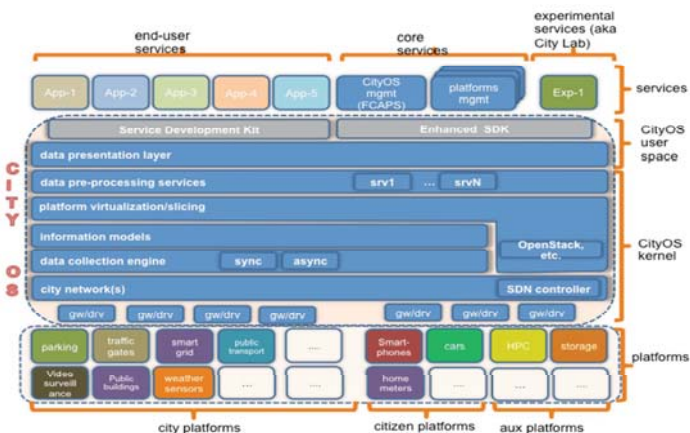 end-user
services
core
services
experimental
services (aka
City Lab)
App-1
App-2
App-3
App-4
App-5
CityOS
mgmt
(FCAPS)
platforms
mgmt
Exp-1
services
Service Development Kit
Enhanced SDK
CityOS
user
space
data presentation layer
CITY OS
data pre-processing services
srv1
...
srvN
platform virtualization/slicing
information models
OpenStack,
etc.
CityOS
kernel
data collection engine
sync
async
city network(s)
SDN controller
gw/drv
gw/drv
gw/drv
gw/drv
gw/drv
gw/drv
gw/drv
parking
traffic
gates
smart
grid
public
transport
....
Smart-
phones
cars
HPC
storage
platforms
Video
surveill
ance
Public
buildings
weather
sensors
....
....
home
meters
....
....
....
city platforms
citizen platforms
aux platforms